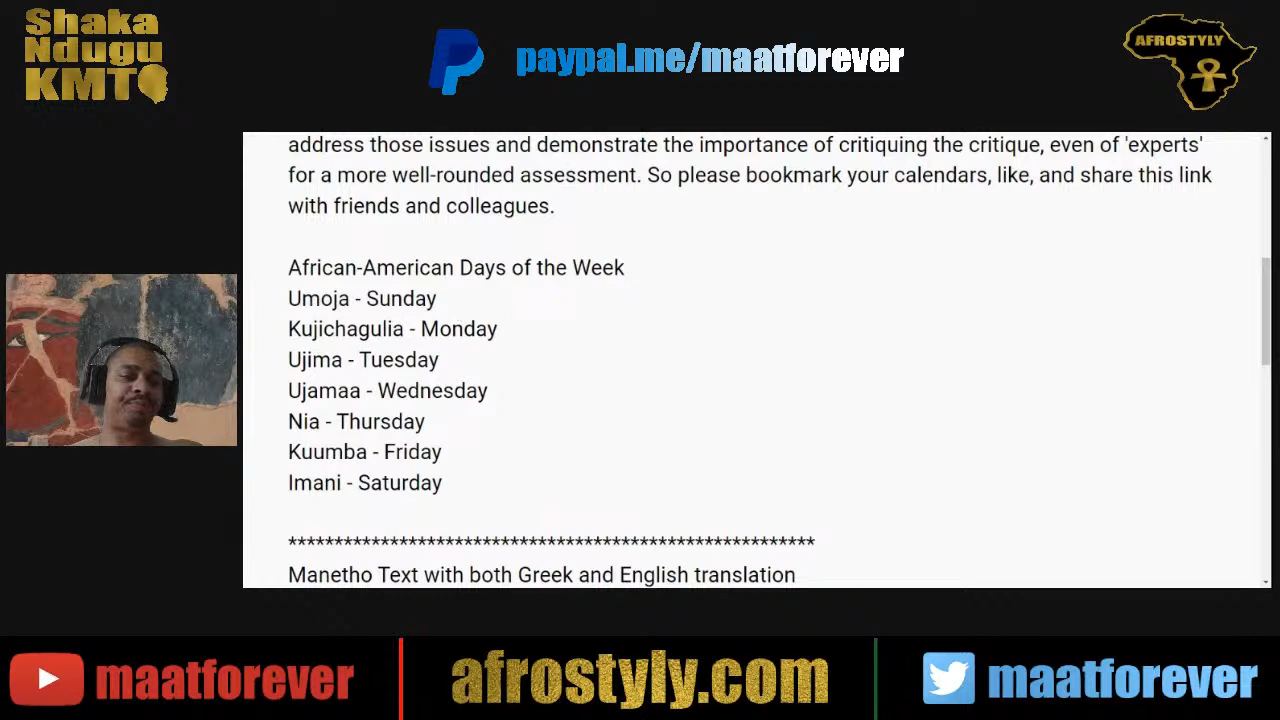 Shaka
Ndugu
KMT
paypal.me/maatforever
AFROSTYLY
address those issues and demonstrate the importance of critiquing the critique, even of 'experts'
for a more well-rounded assessment. So please bookmark your calendars, like, and share this link
with friends and colleagues.
African-American Days of the Week
Umoja - Sunday
Kujichagulia - Monday
Ujima - Tuesday
Ujamaa - Wednesday
Nia - Thursday
Kuumba - Friday
Imani - Saturday
*********************************************************
Manetho Text with both Greek and English translation
maatforever
afrostyly.com
maatforever